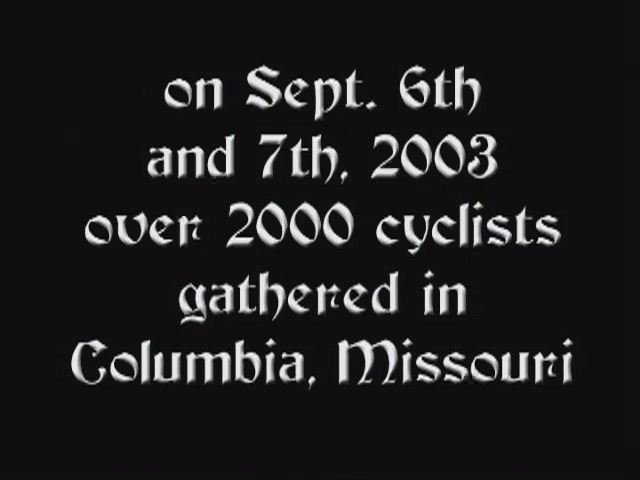 on Sept. 6th
and 7th, 2003
over 2000 cyclists
gathered in
Columbia, Missouri